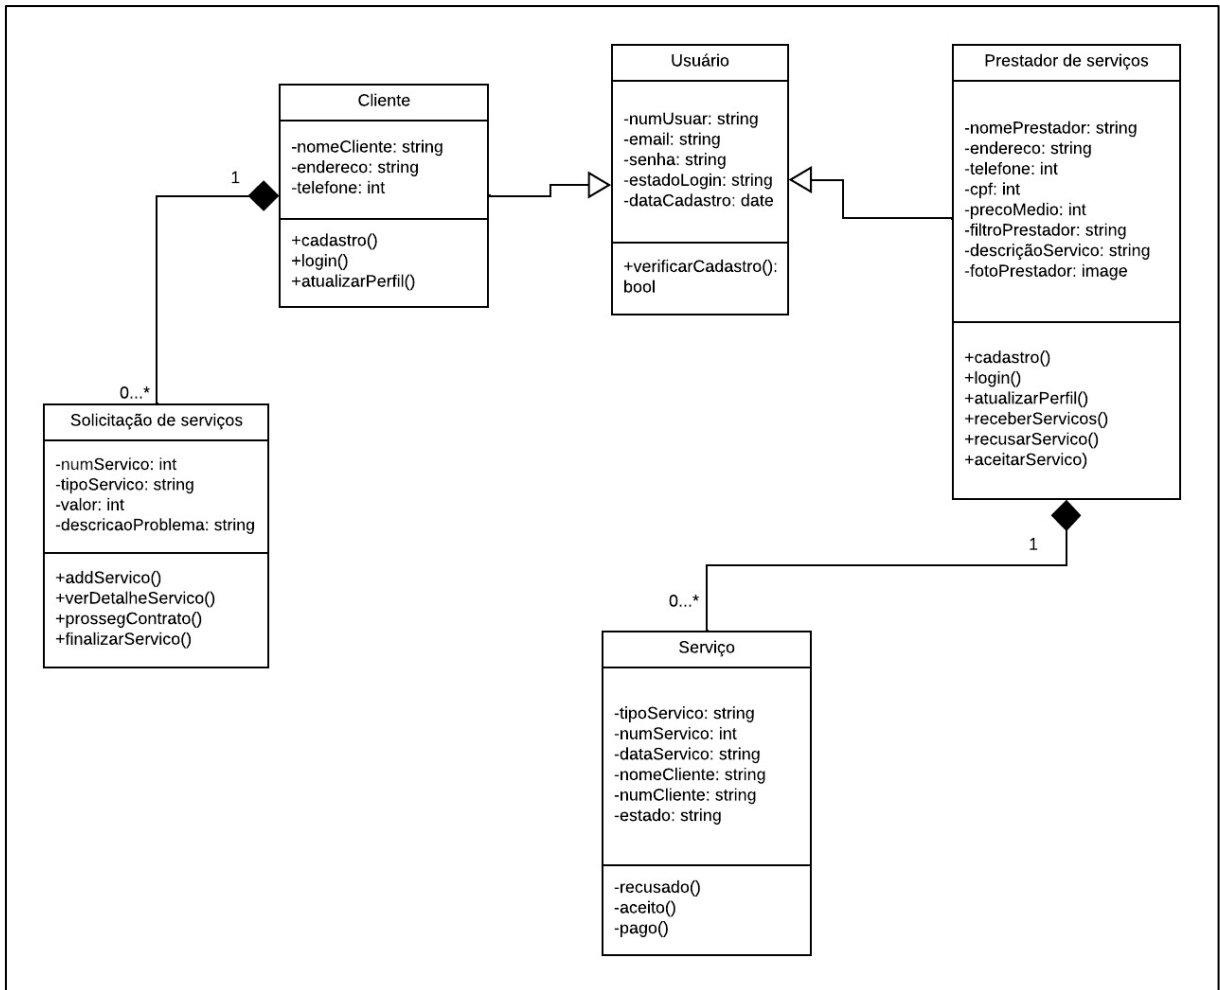 Usuário
-numUsuar: string
-email: string
-senha: string
-estadoLogin: string
-dataCadastro: date
+verificarCadastro():
bool
Prestador de serviços
-nomePrestador: string
-endereco: string
-telefone: int
-cpf: int
-precoMedio: int
-filtroPrestador: string
-descriçãoServico: string
-fotoPrestador: image
+cadastro()
+login()
+atualizarPerfil()
+receberServicos()
+recusarServico()
+aceitarServico)
Cliente
-nomeCliente: string
-endereco: string
-telefone: int
+cadastro()
+login()
+atualizarPerfil()
1
0...*
Solicitação de serviços
-numServico: int
-tipoServico: string
-valor: int
-descricaoProblema: string
+addServico()
+verDetalheServico()
+prossegContrato()
+finalizarServico()
1
0...*
Serviço
-tipoServico: string
-numServico: int
-dataServico: string
-nomeCliente: string
-numCliente: string
-estado: string
-recusado()
-aceito()
-pago()